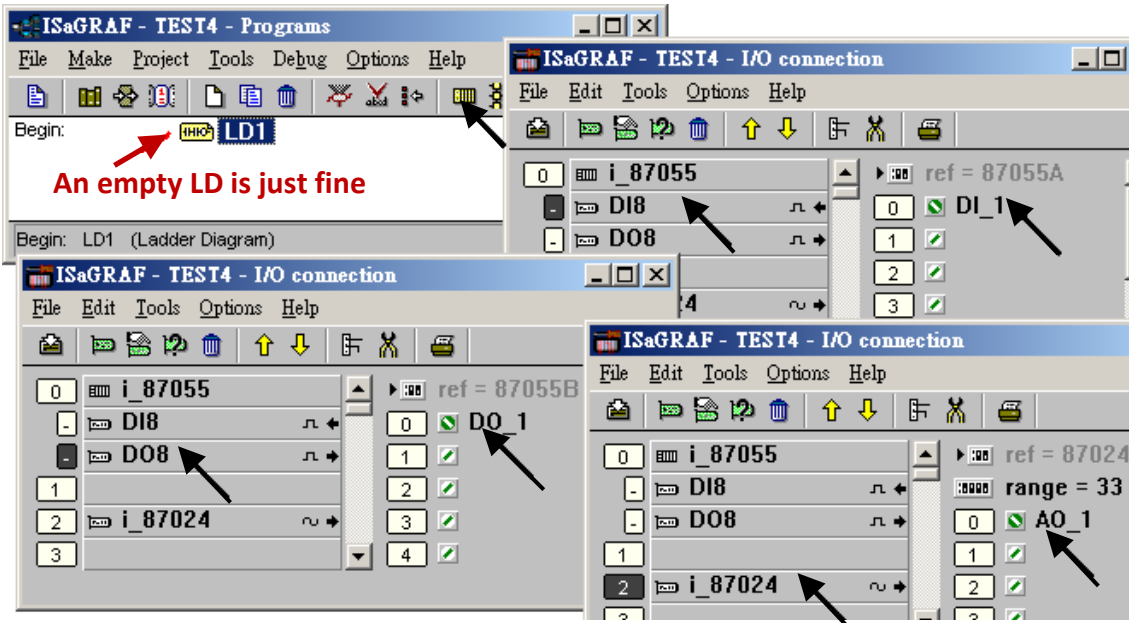 ISaGRAF - TEST4 - Programs
File Make Project Tools Debug Options Help
Begin: LD1
An empty LD is just fine
Begin: LD1 (Ladder Diagram)
ISaGRAF - TEST4 - I/O connection
File Edit Tools Options Help
0 i_87055
- DI8
- DO8
4
ref = 87055A
0 DI_1
1
2
3
ISaGRAF - TEST4 - I/O connection
File Edit Tools Options Help
0 i_87055
- DI8
- DO8
1
2 i_87024
3
ref = 87055B
0 DO_1
1
2
3
4
ISaGRAF - TEST4 - I/O connection
File Edit Tools Options Help
0 i_87055
- DI8
- DO8
1
2 i_87024
3
ref = 87024
range = 33
0 AO_1
1
2
3